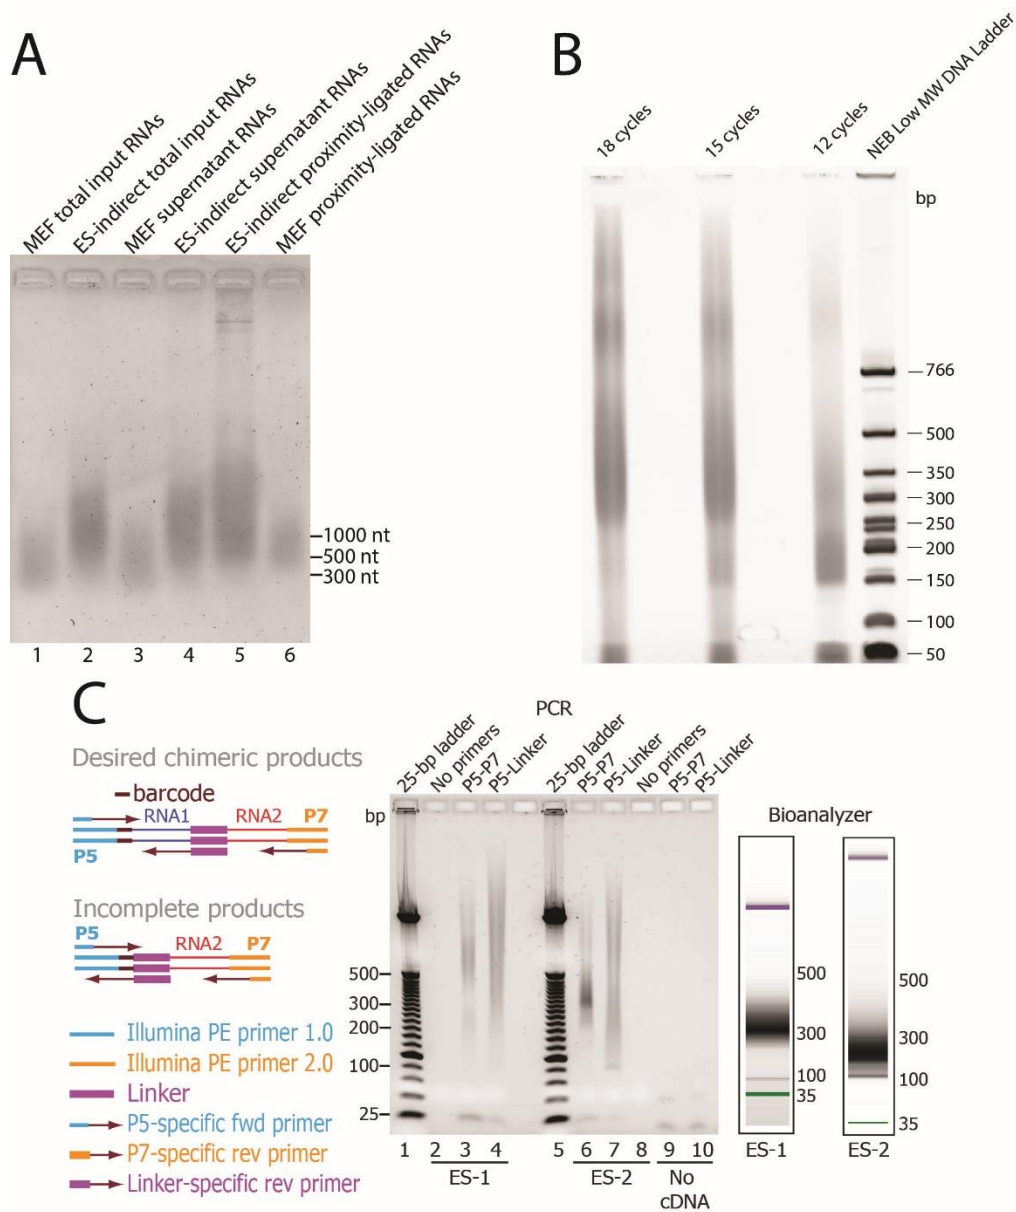 A
MEF total input RNAs
ES-indirect total input RNAs
MEF supernatant RNAs
ES-indirect supernatant RNAs
ES-indirect proximity-ligated RNAs
MEF proximity-ligated RNAs
1000 nt
500 nt
300 nt
1 2 3 4 5 6
B
18 cycles
15 cycles
12 cycles
NEB Low MW DNA Ladder
bp
766
500
350
300
250
200
150
100
50
C
Desired chimeric products
barcode
RNA1 RNA2 P7
P5
Incomplete products
P5
RNA2 P7
Illumina PE primer 1.0
Illumina PE primer 2.0
Linker
P5-specific fwd primer
P7-specific rev primer
Linker-specific rev primer
PCR
25-bp ladder
No primers
P5-P7
P5-Linker
25-bp ladder
P5-P7
P5-Linker
No primers
P5-P7
P5-Linker
bp
500
300
200
100
25
1 2 3 4 5 6 7 8 9 10
ES-1 ES-2 No
cDNA
Bioanalyzer
500
300
100
35
ES-1
500
300
100
35
ES-2